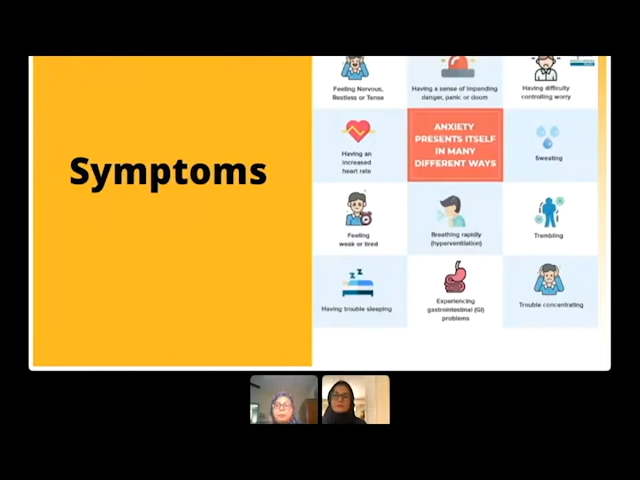 Symptoms
Feeling Nervous,
Restless or Tense
Having a sense of impending
danger, panic or doom
Having difficulty
controlling worry
Having an
increased
heart rate
ANXIETY
PRESENTS ITSELF
IN MANY
DIFFERENT WAYS
Sweating
Feeling
weak or tired
Breathing rapidly
(hyperventilation)
Trembling
Having trouble sleeping
Experiencing
gastrointestinal (GI)
problems
Trouble concentrating